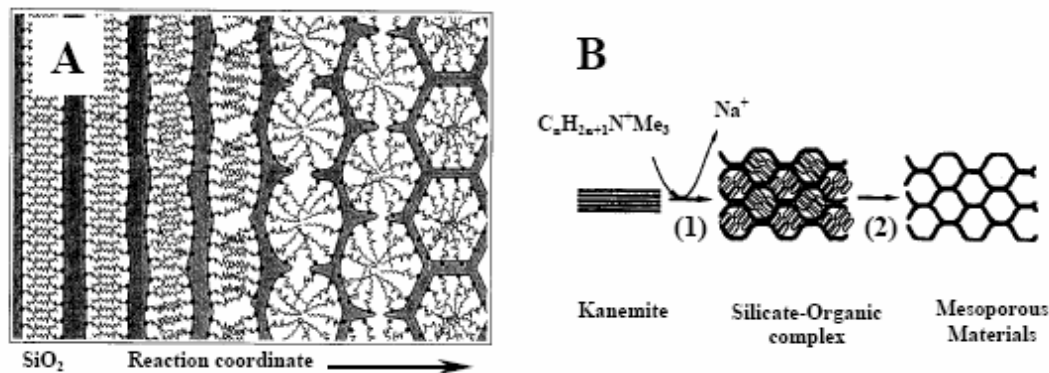 A
SiO₂ Reaction coordinate
B
Na⁺
CₙH₂ₙ₊₁N⁺Me₃
(1) (2)
Kanemite Silicate-Organic complex Mesoporous Materials